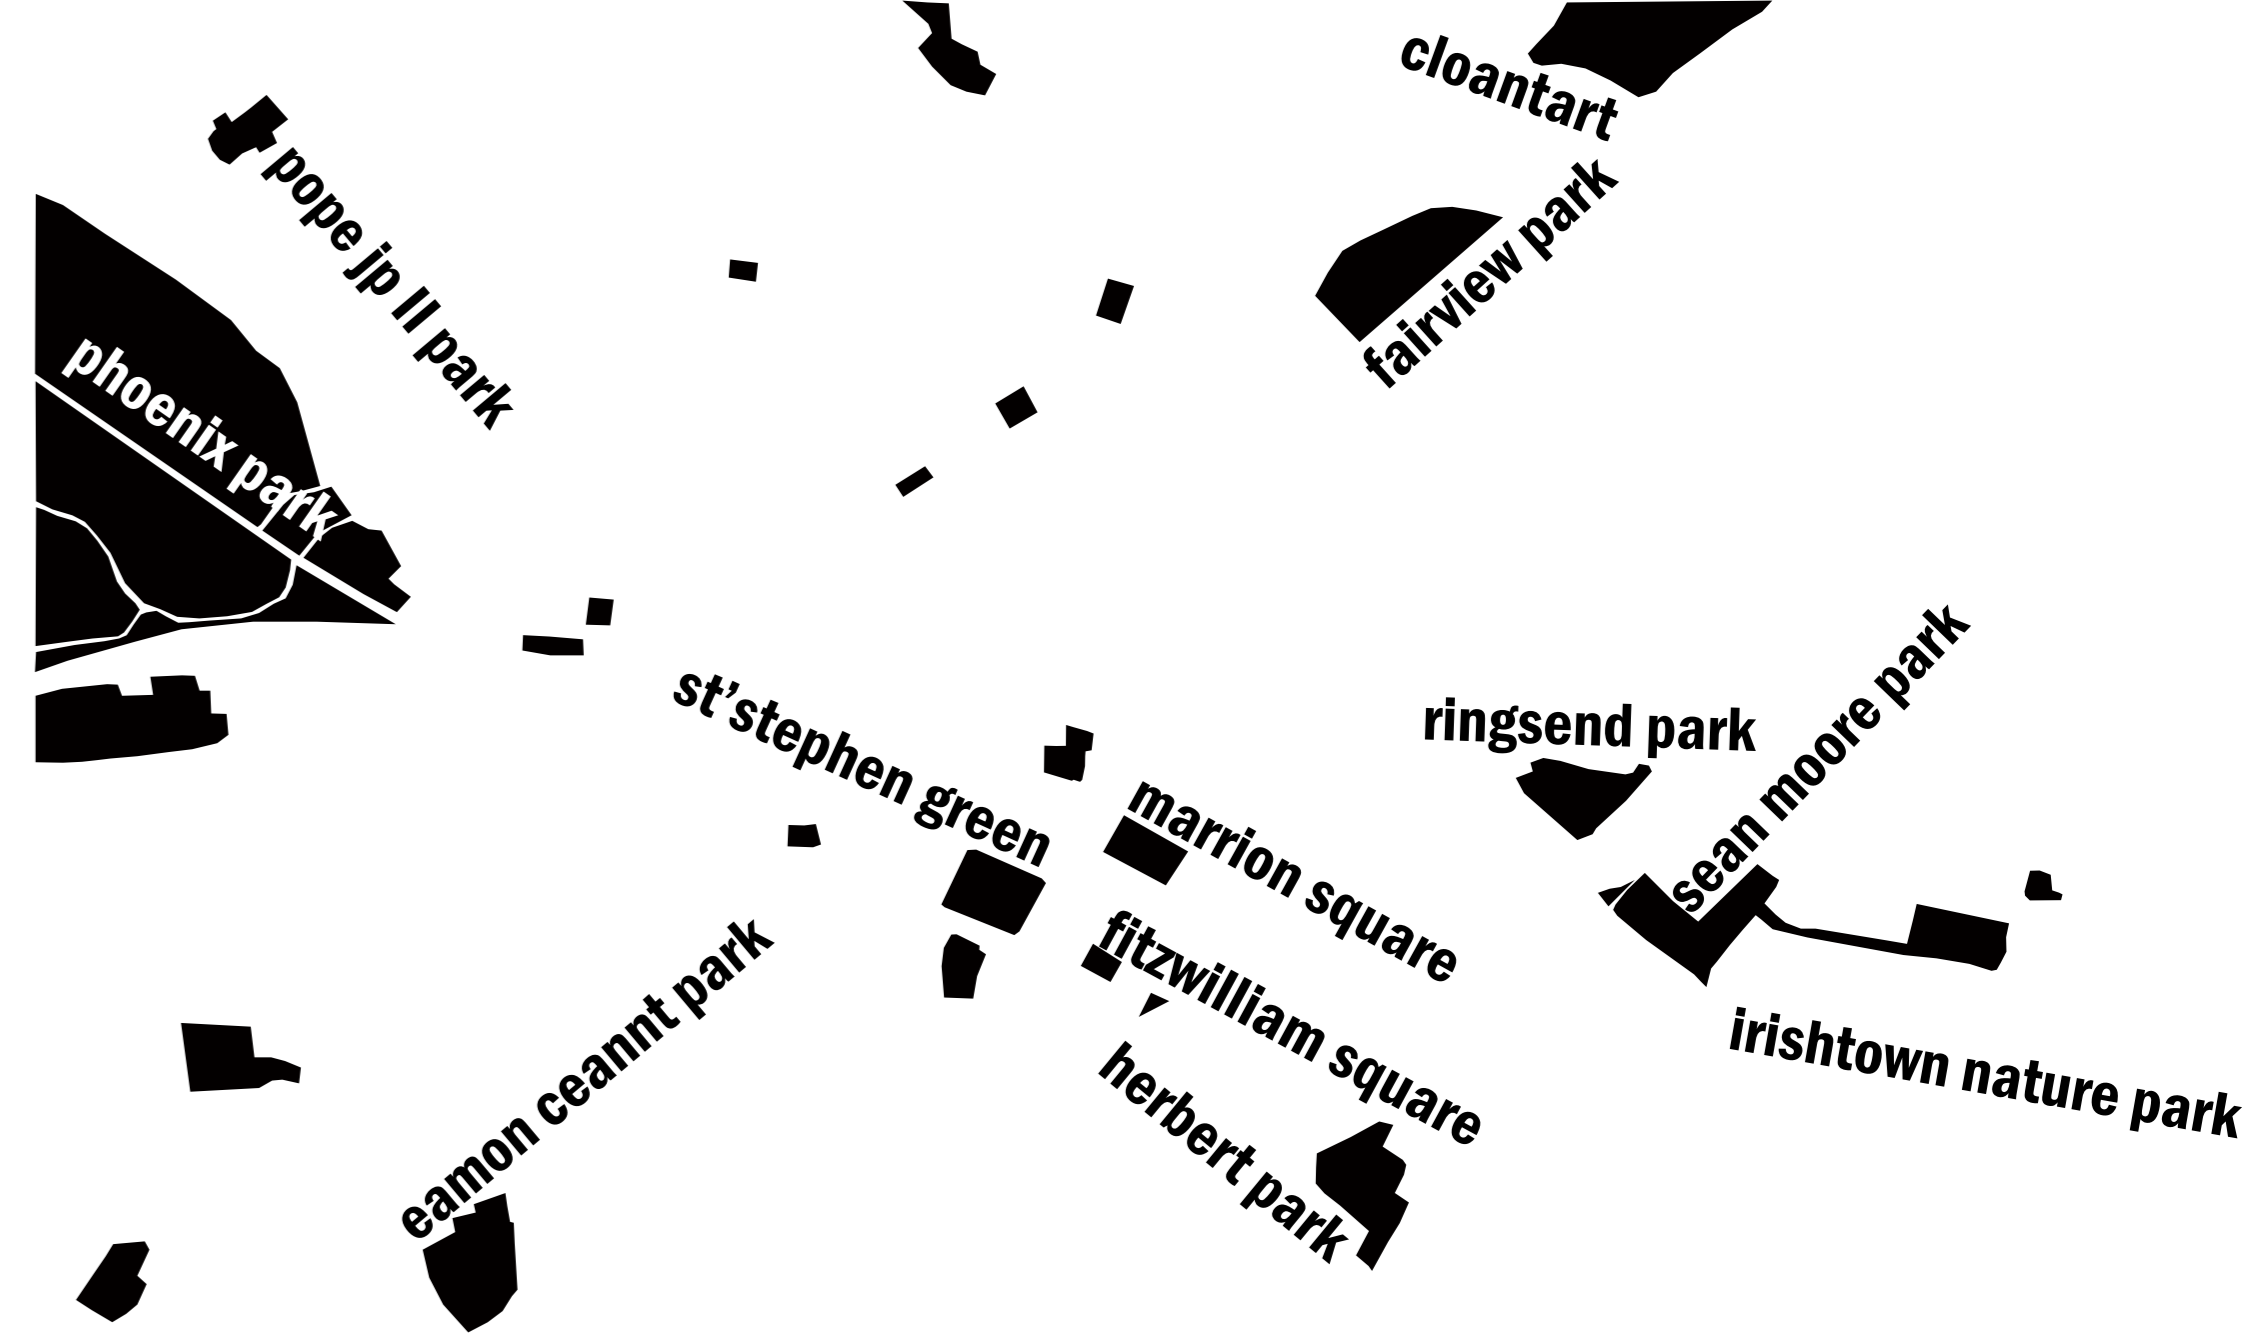 cloantart
pope jp ll park
fairview park
phoenix park
st'stephen green
ringsend park
sean moore park
marrion square
eamon ceannt park
fitzwilliam square
irishtown nature park
herbert park